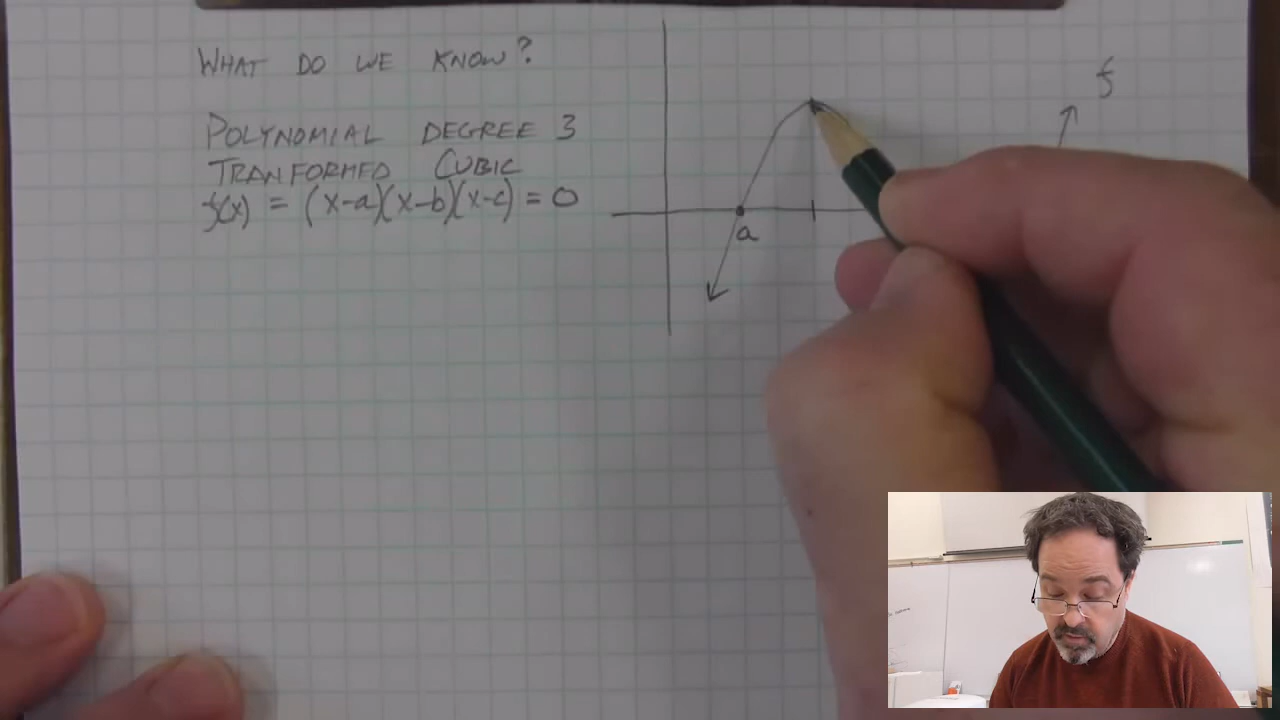 WHAT DO WE KNOW?
POLYNOMIAL DEGREE 3
TRANFORMED CUBIC
f(x) = (x-a)(x-b)(x-c) = 0
a
f